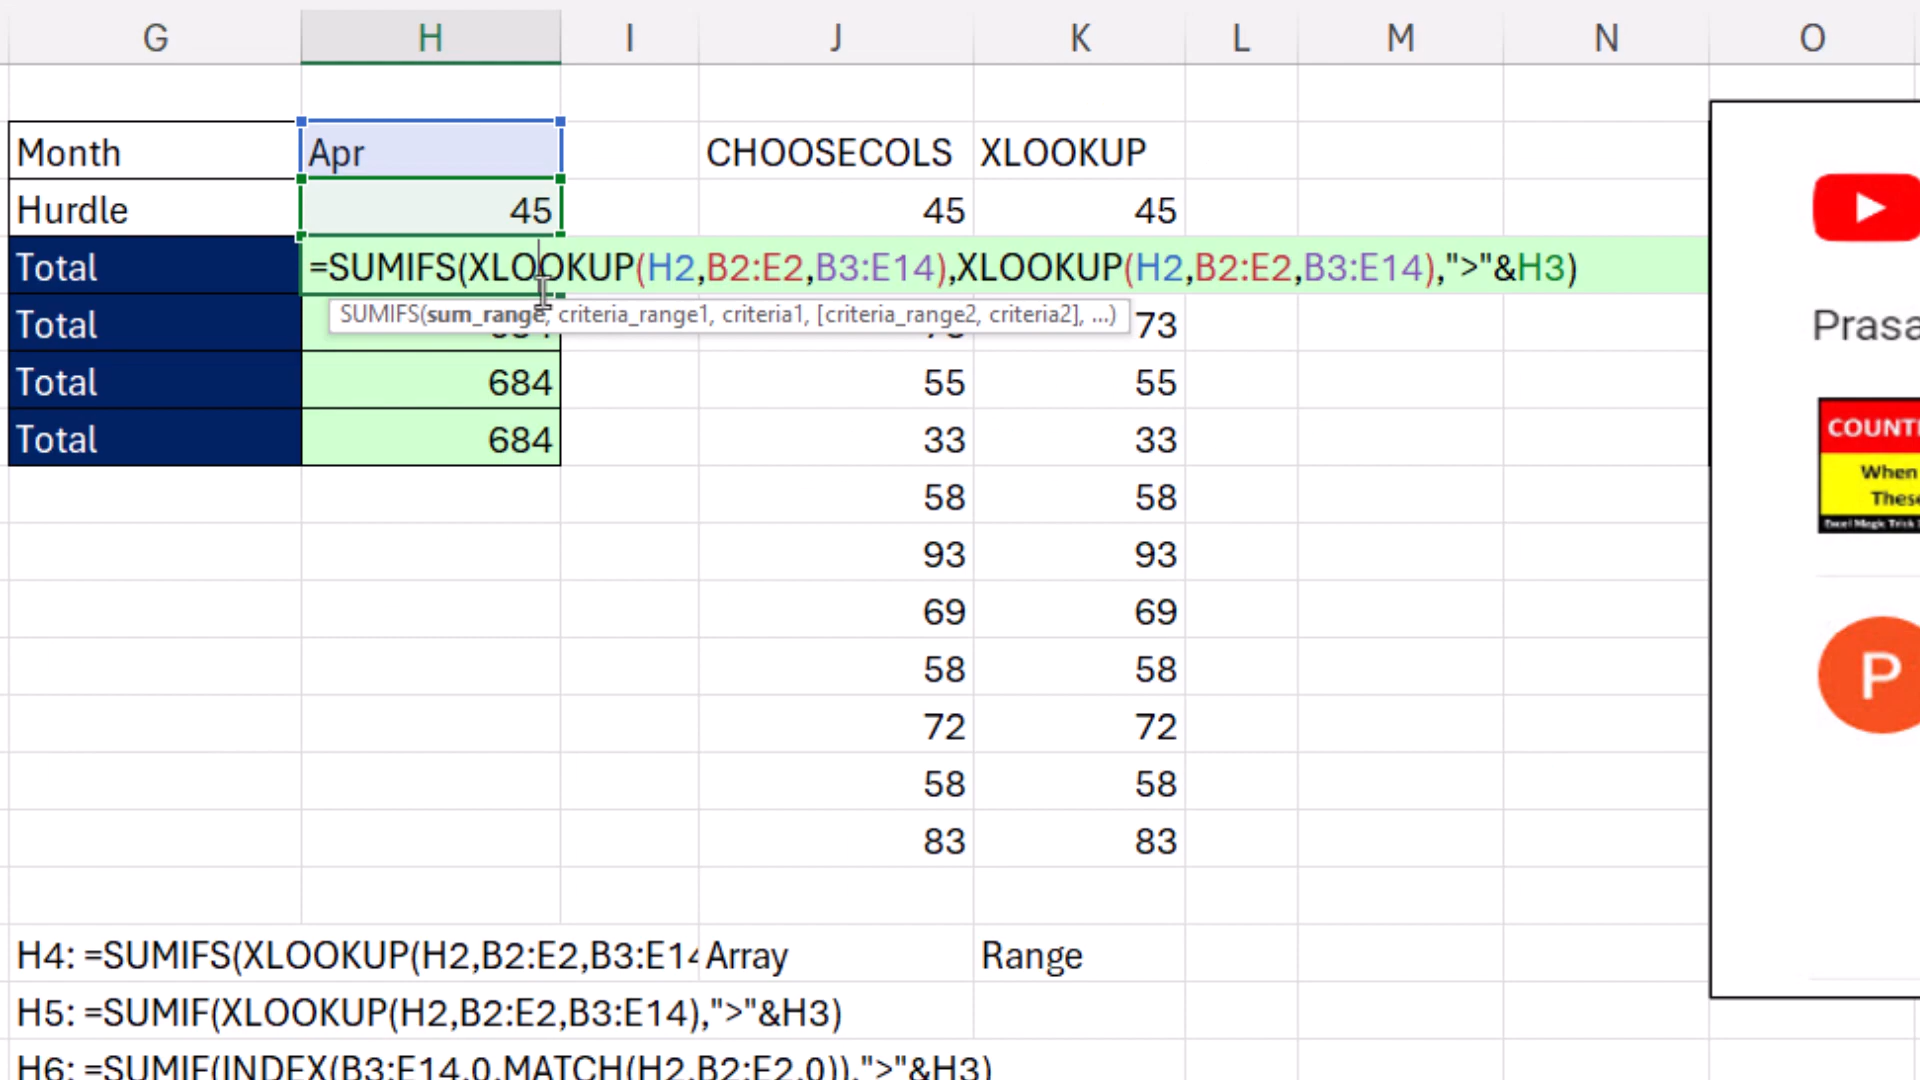 G H I J K L M N O
Month Apr CHOOSECOLS XLOOKUP
Hurdle 45 45 45
Total =SUMIFS(XLOOKUP(H2,B2:E2,B3:E14),XLOOKUP(H2,B2:E2,B3:E14),">"&H3)
SUMIFS(sum_range, criteria_range1, criteria1, [criteria_range2, criteria2], ...)
Total 73
Total 684 55 55
Total 684 33 33
58 58
93 93
69 69
58 58
72 72
58 58
83 83
H4: =SUMIFS(XLOOKUP(H2,B2:E2,B3:E14 Array Range
H5: =SUMIF(XLOOKUP(H2,B2:E2,B3:E14),">"&H3)
H6: =SUMIF(INDEX(B3:E14,0,MATCH(H2,B2:E2,0)),">"&H3)
Prasa
COUNT
When
These
Excel Magic Trick
P